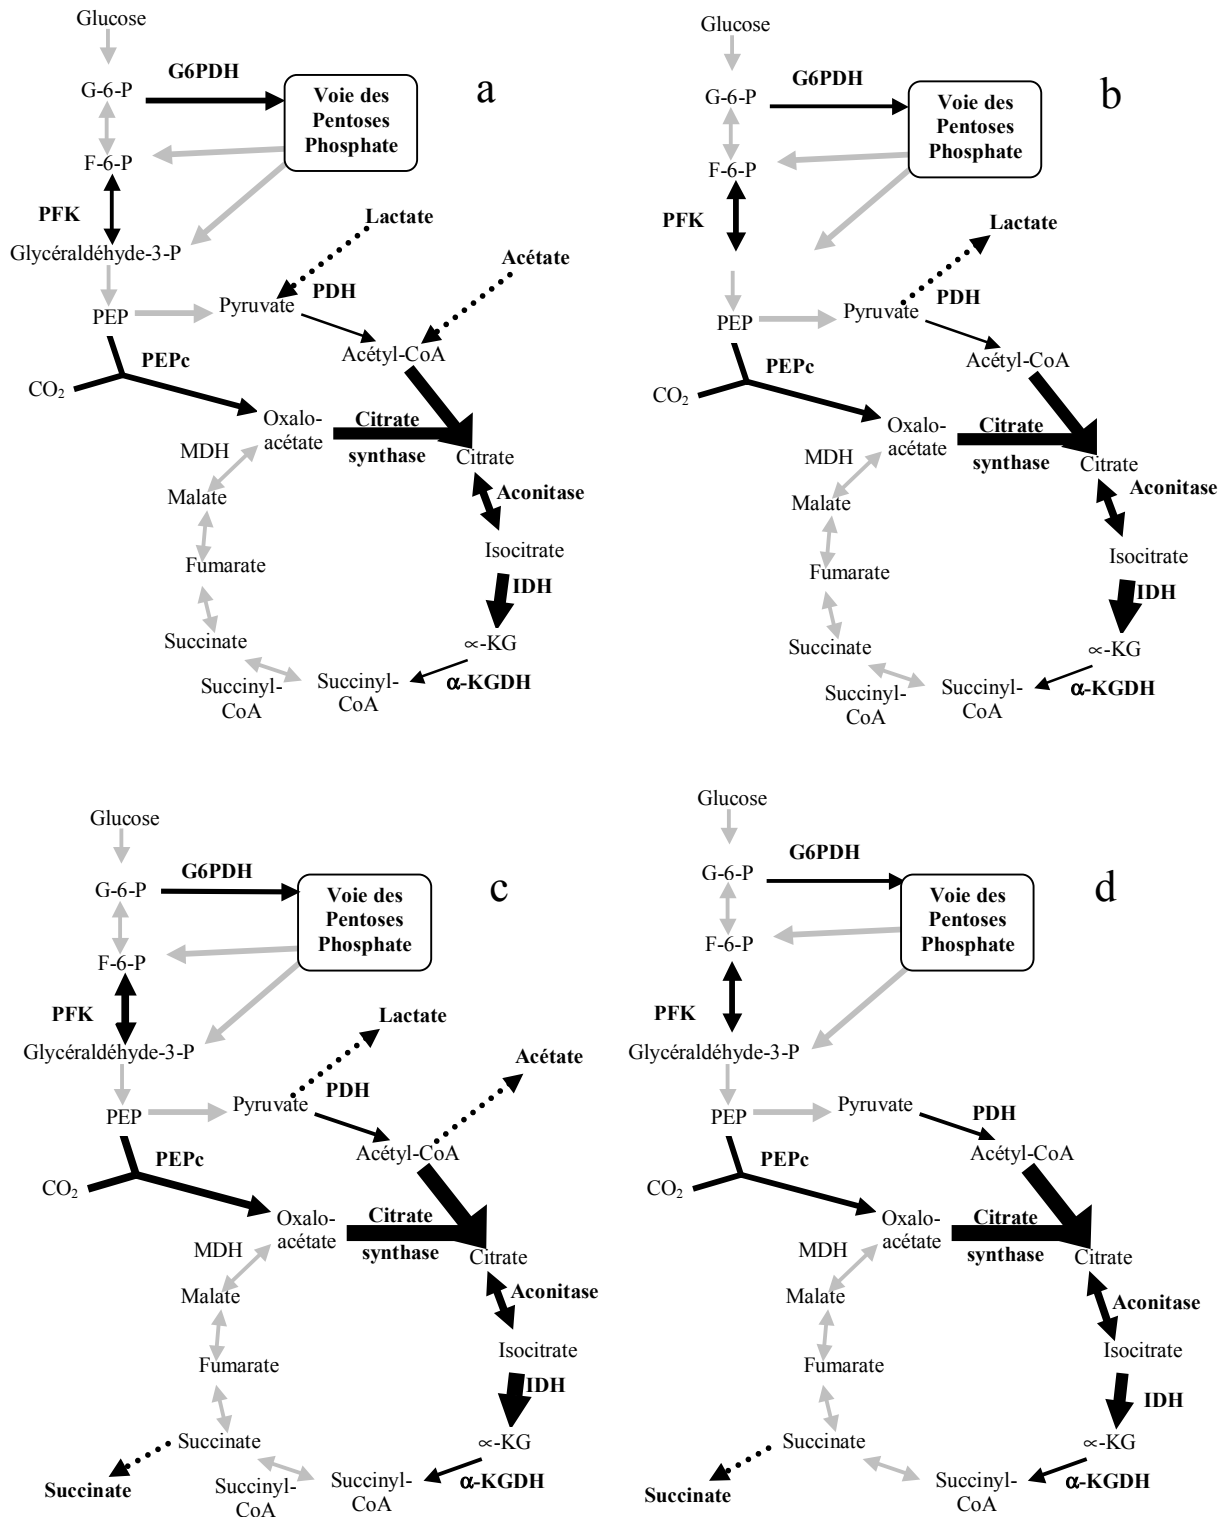 Glucose
G6PDH
a
G-6-P
Voie des
Pentoses
Phosphate
F-6-P
PFK
Lactate
Glycéraldéhyde-3-P
Acétate
PDH
Pyruvate
PEP
Acétyl-CoA
PEPc
CO2
Oxalo-
acétate
Citrate
synthase
MDH
Citrate
Malate
Aconitase
Isocitrate
Fumarate
IDH
Succinate
∝-KG
Succinyl-
CoA
Succinyl-
CoA
α-KGDH
Glucose
G6PDH
b
G-6-P
Voie des
Pentoses
Phosphate
F-6-P
PFK
Lactate
PDH
Pyruvate
PEP
Acétyl-CoA
PEPc
CO2
Oxalo-
acétate
Citrate
synthase
MDH
Citrate
Malate
Aconitase
Isocitrate
Fumarate
IDH
Succinate
∝-KG
Succinyl-
CoA
Succinyl-
CoA
α-KGDH
Glucose
G6PDH
c
G-6-P
Voie des
Pentoses
Phosphate
F-6-P
PFK
Lactate
Glycéraldéhyde-3-P
Acétate
PDH
Pyruvate
PEP
Acétyl-CoA
PEPc
CO2
Oxalo-
acétate
Citrate
synthase
MDH
Citrate
Malate
Aconitase
Isocitrate
Fumarate
IDH
Succinate
∝-KG
Succinate
Succinyl-
CoA
Succinyl-
CoA
α-KGDH
Glucose
G6PDH
d
G-6-P
Voie des
Pentoses
Phosphate
F-6-P
PFK
Glycéraldéhyde-3-P
Pyruvate
PDH
PEP
Acétyl-CoA
PEPc
CO2
Oxalo-
acétate
Citrate
synthase
MDH
Citrate
Malate
Aconitase
Isocitrate
Fumarate
IDH
Succinate
∝-KG
Succinate
Succinyl-
CoA
α-KGDH